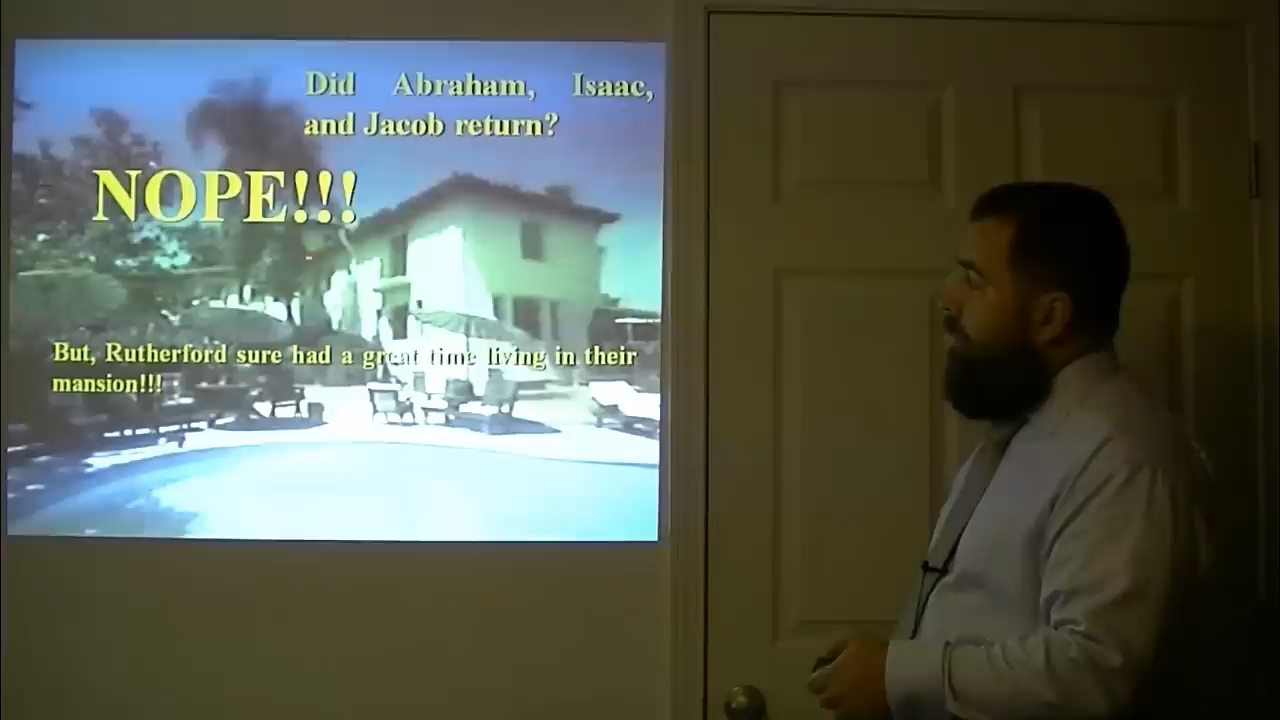 Did Abraham, Isaac,
and Jacob return?
NOPE!!!
But, Rutherford sure had a great time living in their
mansion!!!